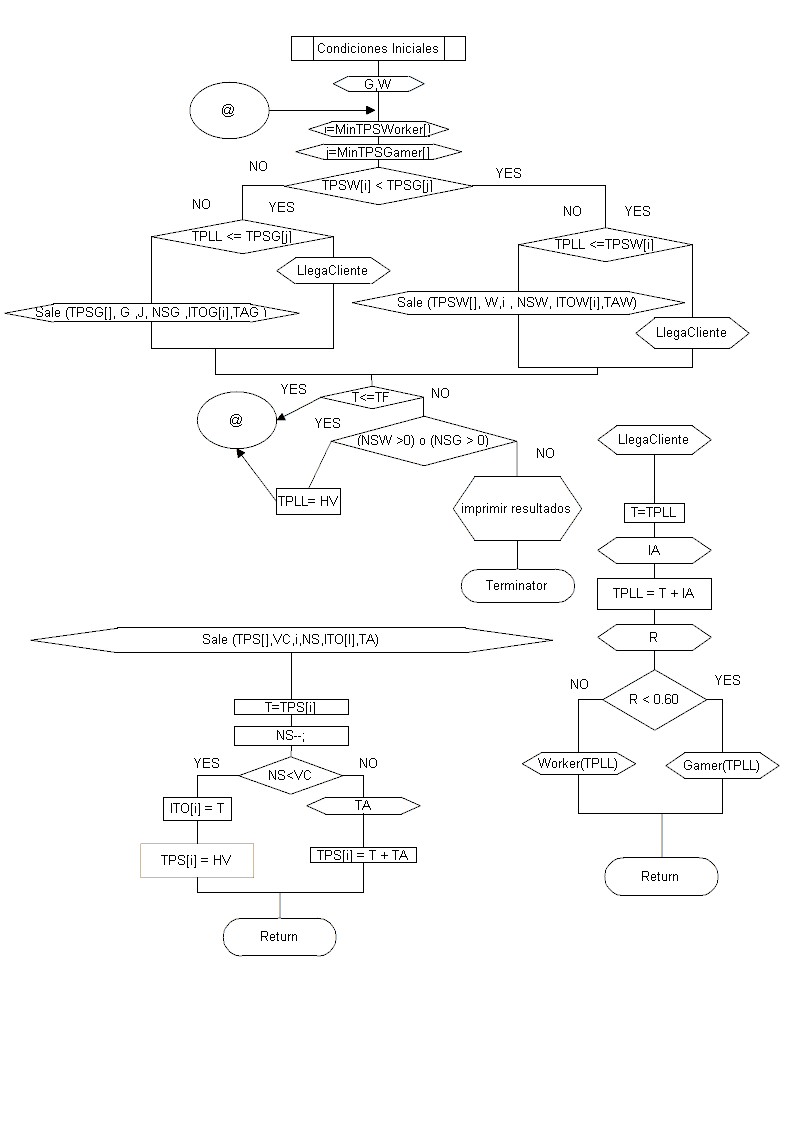 Condiciones Iniciales
G,W
@
i=MinTPSWorker[]
j=MinTPSGamer[]
NO
TPSW[i] < TPSG[j]
YES
NO
YES
TPLL <= TPSG[j]
NO
YES
TPLL <=TPSW[i]
LlegaCliente
Sale (TPSG[], G ,J, NSG ,ITOG[i],TAG )
Sale (TPSW[], W,i , NSW, ITOW[i],TAW)
LlegaCliente
YES
T<=TF
NO
@
YES
(NSW >0) o (NSG > 0)
NO
TPLL= HV
imprimir resultados
Terminator
LlegaCliente
T=TPLL
IA
TPLL = T + IA
R
NO
R < 0.60
YES
Worker(TPLL)
Gamer(TPLL)
Return
Sale (TPS[],VC,i,NS,ITO[I],TA)
T=TPS[i]
NS--;
YES
NS<VC
NO
ITO[i] = T
TA
TPS[i] = HV
TPS[i] = T + TA
Return